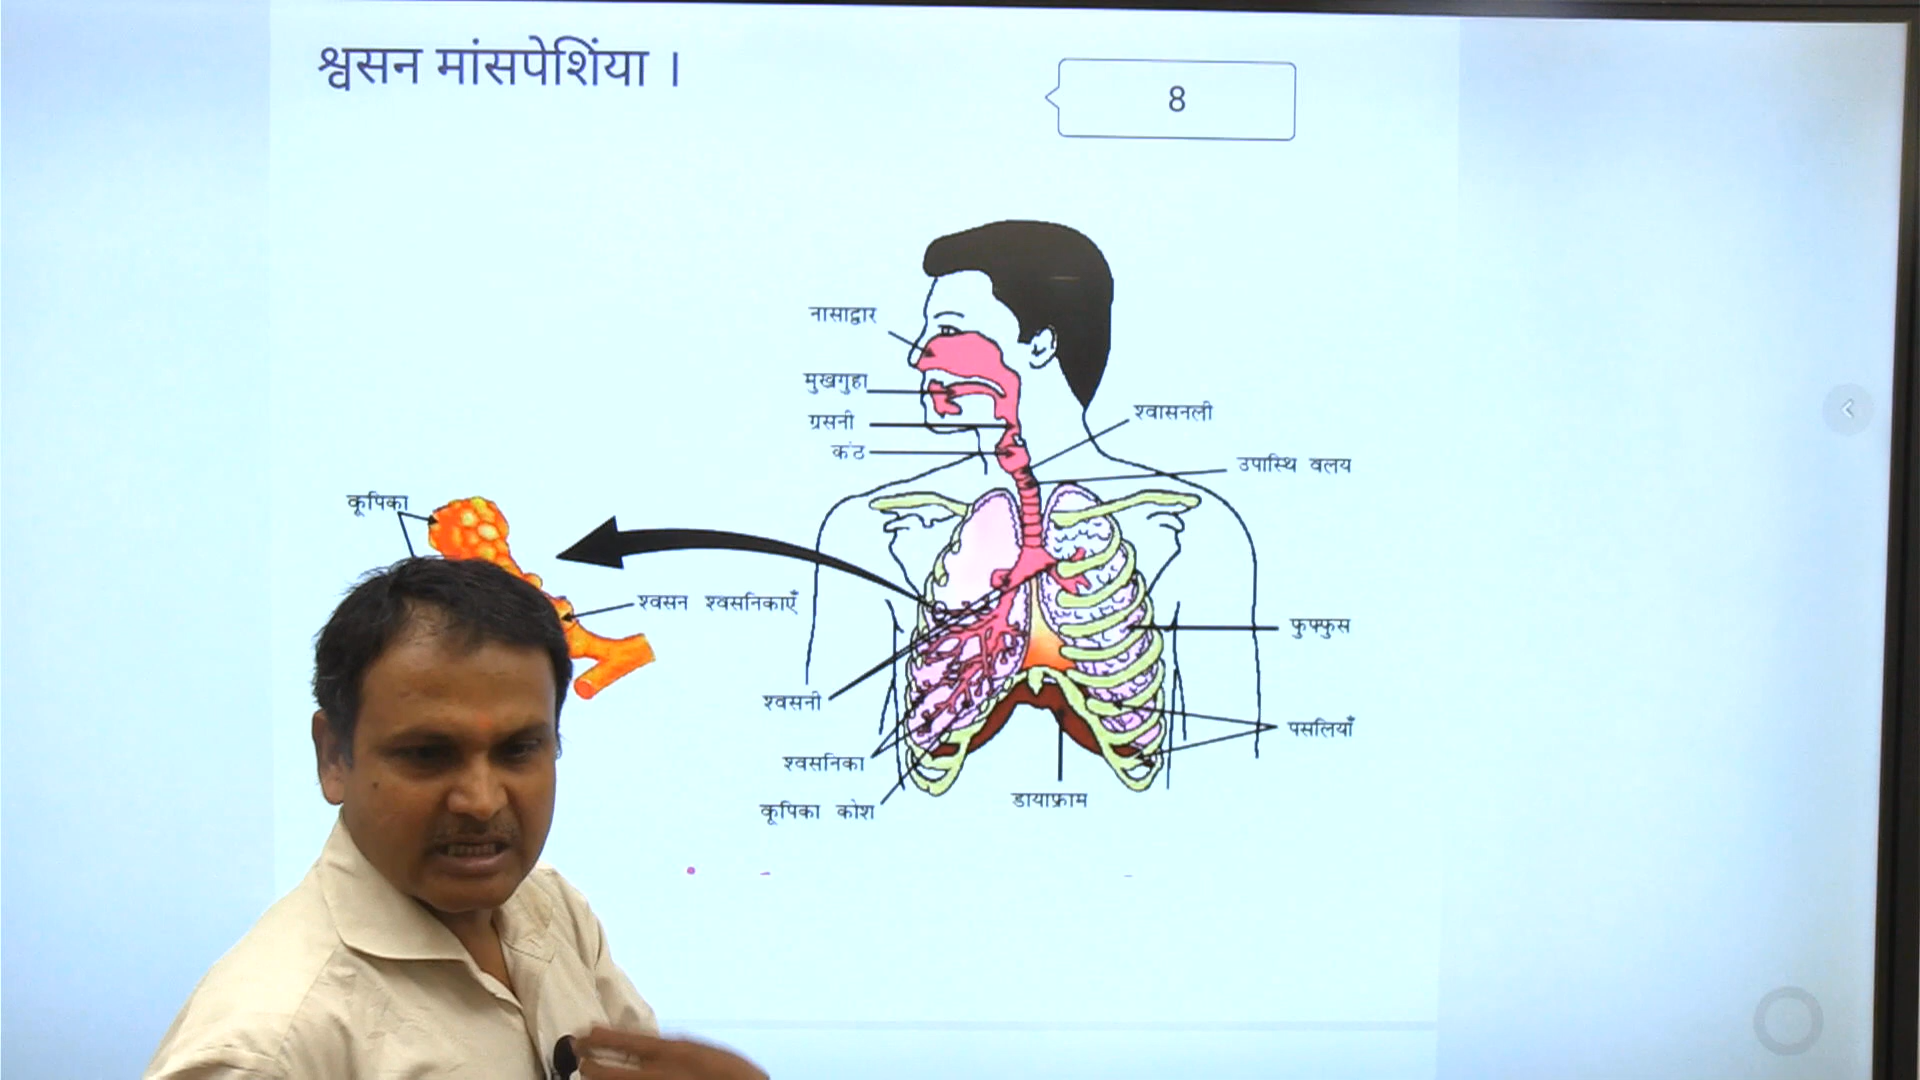 श्वसन मांसपेशिंया ।
8
नासाद्वार
मुखगुहा
ग्रसनी
कंठ
श्वासनली
उपास्थि वलय
कूपिका
श्वसन श्वसनिकाएँ
फुफ्फुस
श्वसनी
पसलियाँ
श्वसनिका
डायाफ्राम
कूपिका कोश